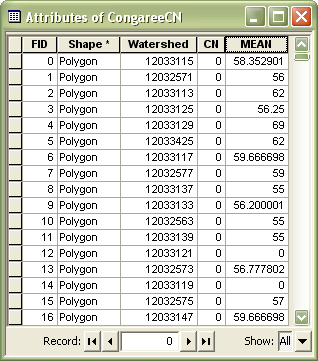 Attributes of CongareeCN
FID Shape * Watershed CN MEAN
0 Polygon 12033115 0 58.352901
1 Polygon 12032571 0 56
2 Polygon 12033113 0 62
3 Polygon 12033125 0 56.25
4 Polygon 12033129 0 69
5 Polygon 12033425 0 62
6 Polygon 12033117 0 59.666698
7 Polygon 12032577 0 59
8 Polygon 12033137 0 55
9 Polygon 12033133 0 56.200001
10 Polygon 12032563 0 55
11 Polygon 12033139 0 55
12 Polygon 12033121 0 0
13 Polygon 12032573 0 56.777802
14 Polygon 12033119 0 0
15 Polygon 12032575 0 57
16 Polygon 12033147 0 59.666698
Record: 0 Show: All